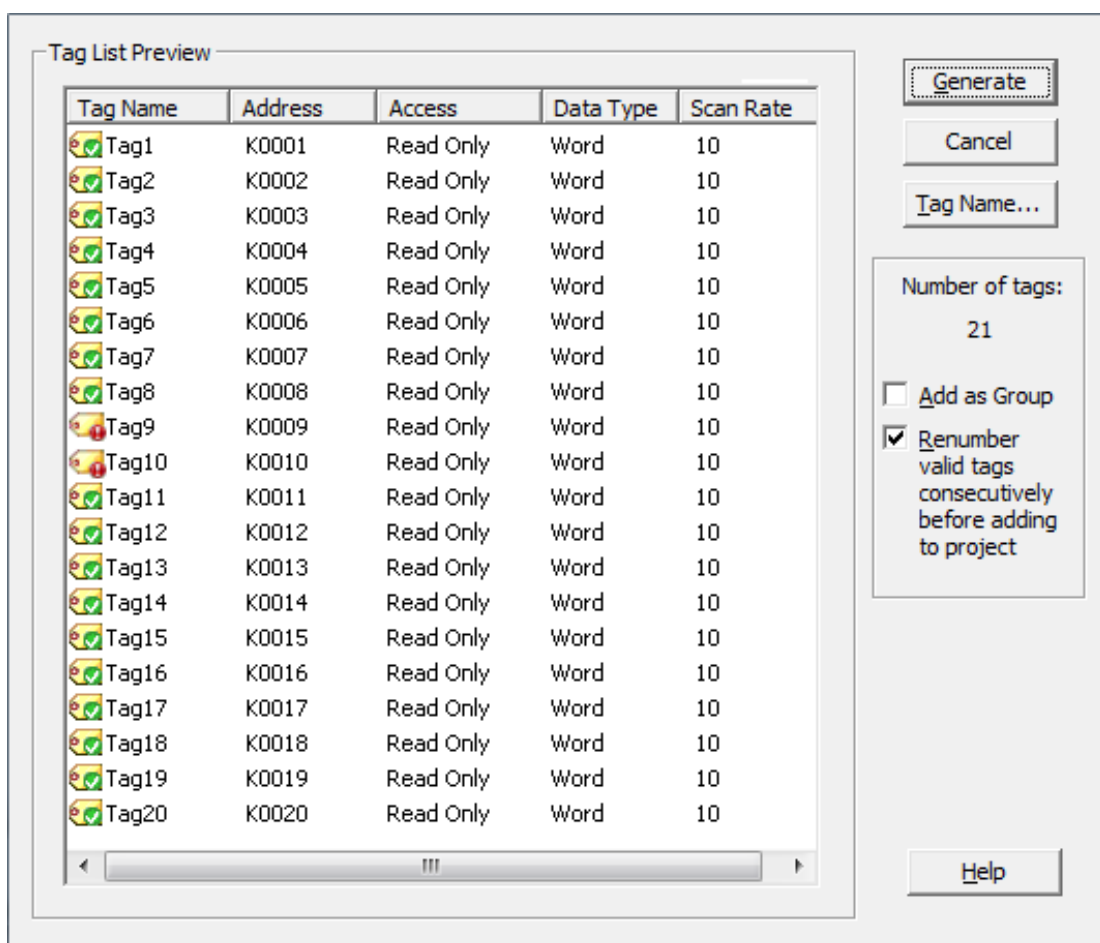 Tag List Preview
Tag Name Address Access Data Type Scan Rate
Tag1 K0001 Read Only Word 10
Tag2 K0002 Read Only Word 10
Tag3 K0003 Read Only Word 10
Tag4 K0004 Read Only Word 10
Tag5 K0005 Read Only Word 10
Tag6 K0006 Read Only Word 10
Tag7 K0007 Read Only Word 10
Tag8 K0008 Read Only Word 10
Tag9 K0009 Read Only Word 10
Tag10 K0010 Read Only Word 10
Tag11 K0011 Read Only Word 10
Tag12 K0012 Read Only Word 10
Tag13 K0013 Read Only Word 10
Tag14 K0014 Read Only Word 10
Tag15 K0015 Read Only Word 10
Tag16 K0016 Read Only Word 10
Tag17 K0017 Read Only Word 10
Tag18 K0018 Read Only Word 10
Tag19 K0019 Read Only Word 10
Tag20 K0020 Read Only Word 10
Generate
Cancel
Tag Name...
Number of tags:
21
Add as Group
Renumber
valid tags
consecutively
before adding
to project
Help